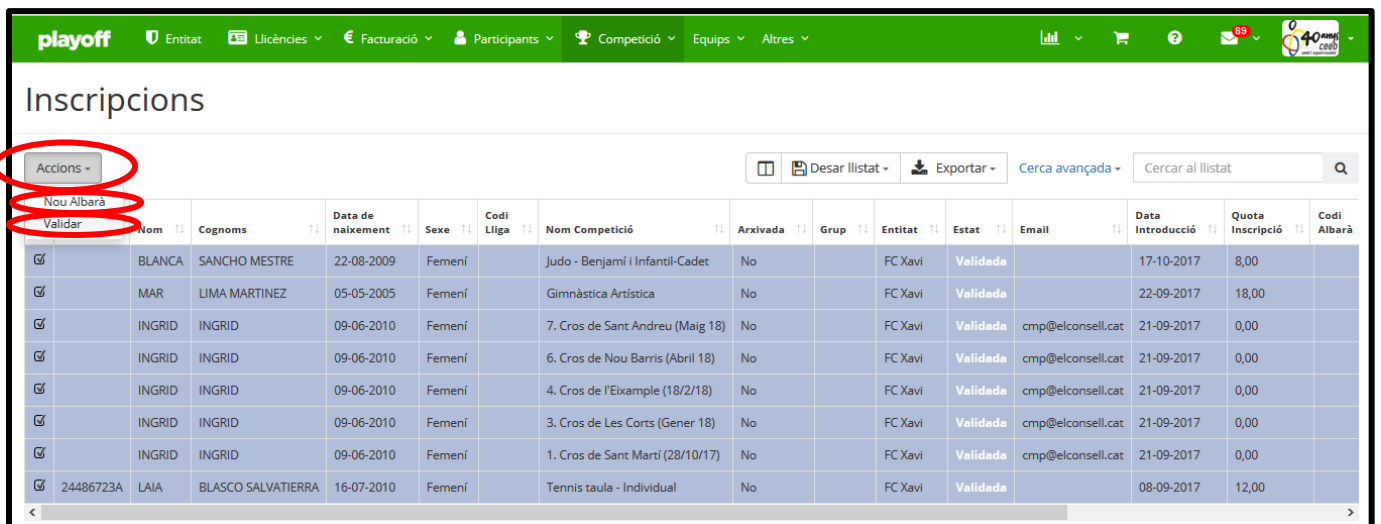 playoff Entitat Llicències € Facturació Participants Competició Equips Altres 89 40 anys ceeb
Inscripcions
Accions Desar llistat Exportar Cerca avançada Cercar al llistat
Nou Albarà
Validar
Nom Cognoms Data de naixement Sexe Codi Lliga Nom Competició Arxivada Grup Entitat Estat Email Data Introducció Quota Inscripció Codi Albarà
BLANCA SANCHO MESTRE 22-08-2009 Femení Judo - Benjamí i Infantil-Cadet No FC Xavi Validada 17-10-2017 8,00
MAR LIMA MARTINEZ 05-05-2005 Femení Gimnàstica Artística No FC Xavi Validada 22-09-2017 18,00
INGRID INGRID 09-06-2010 Femení 7. Cros de Sant Andreu (Maig 18) No FC Xavi Validada cmp@elconsell.cat 21-09-2017 0,00
INGRID INGRID 09-06-2010 Femení 6. Cros de Nou Barris (Abril 18) No FC Xavi Validada cmp@elconsell.cat 21-09-2017 0,00
INGRID INGRID 09-06-2010 Femení 4. Cros de l'Eixample (18/2/18) No FC Xavi Validada cmp@elconsell.cat 21-09-2017 0,00
INGRID INGRID 09-06-2010 Femení 3. Cros de Les Corts (Gener 18) No FC Xavi Validada cmp@elconsell.cat 21-09-2017 0,00
INGRID INGRID 09-06-2010 Femení 1. Cros de Sant Martí (28/10/17) No FC Xavi Validada cmp@elconsell.cat 21-09-2017 0,00
24486723A LAIA BLASCO SALVATIERRA 16-07-2010 Femení Tennis taula - Individual No FC Xavi Validada 08-09-2017 12,00